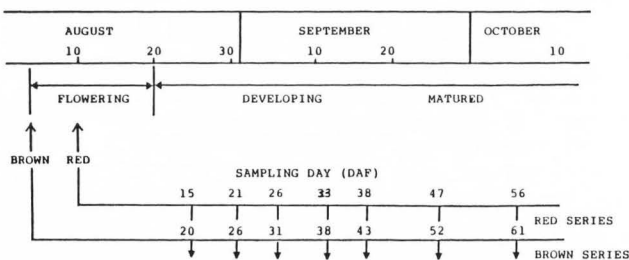 AUGUST SEPTEMBER OCTOBER
10 20 30 10 20 10
FLOWERING DEVELOPING MATURED
BROWN RED
SAMPLING DAY (DAF)
15 21 26 33 38 47 56
RED SERIES
20 26 31 38 43 52 61
BROWN SERIES